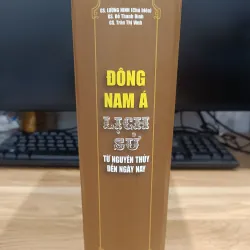 GS. LƯƠNG NINH (Chủ biên)
GS. Đỗ Thanh Bình
GS. Trần Thị Vinh
ĐÔNG
NAM Á
LỊCH
SỬ
TỪ NGUYÊN THỦY
ĐẾN NGÀY NAY